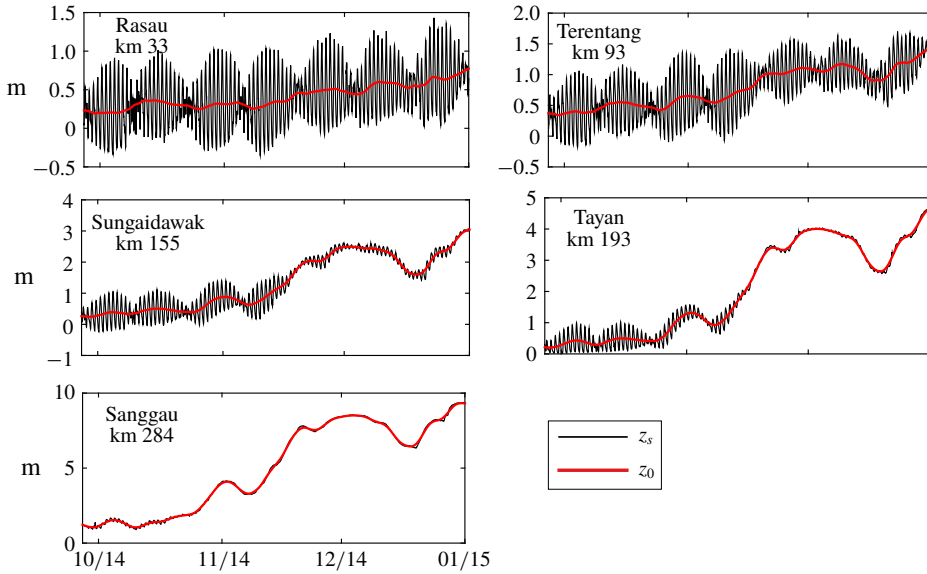 Rasau
km 33
m
1.5
1.0
0.5
0
−0.5
Terentang
km 93
1.5
1.0
0.5
0
−0.5
Sungaidawak
km 155
m
4
3
2
1
0
−1
Tayan
km 193
5
4
3
2
1
0
Sanggau
km 284
m
10
5
0
10/14 11/14 12/14 01/15
z_s
z_0